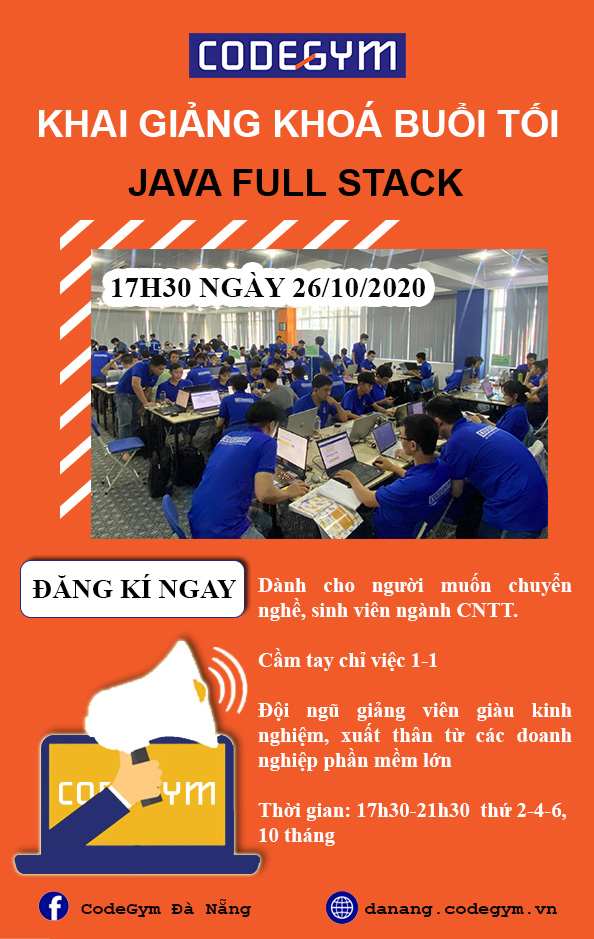 CODEGYM
KHAI GIẢNG KHOÁ BUỔI TỐI
JAVA FULL STACK
17H30 NGÀY 26/10/2020
ĐĂNG KÍ NGAY
Dành cho người muốn chuyển
nghề, sinh viên ngành CNTT.
Cầm tay chỉ việc 1-1
Đội ngũ giảng viên giàu kinh
nghiệm, xuất thân từ các doanh
nghiệp phần mềm lớn
Thời gian: 17h30-21h30 thứ 2-4-6,
10 tháng
CodeGym Đà Nẵng
danang.codegym.vn